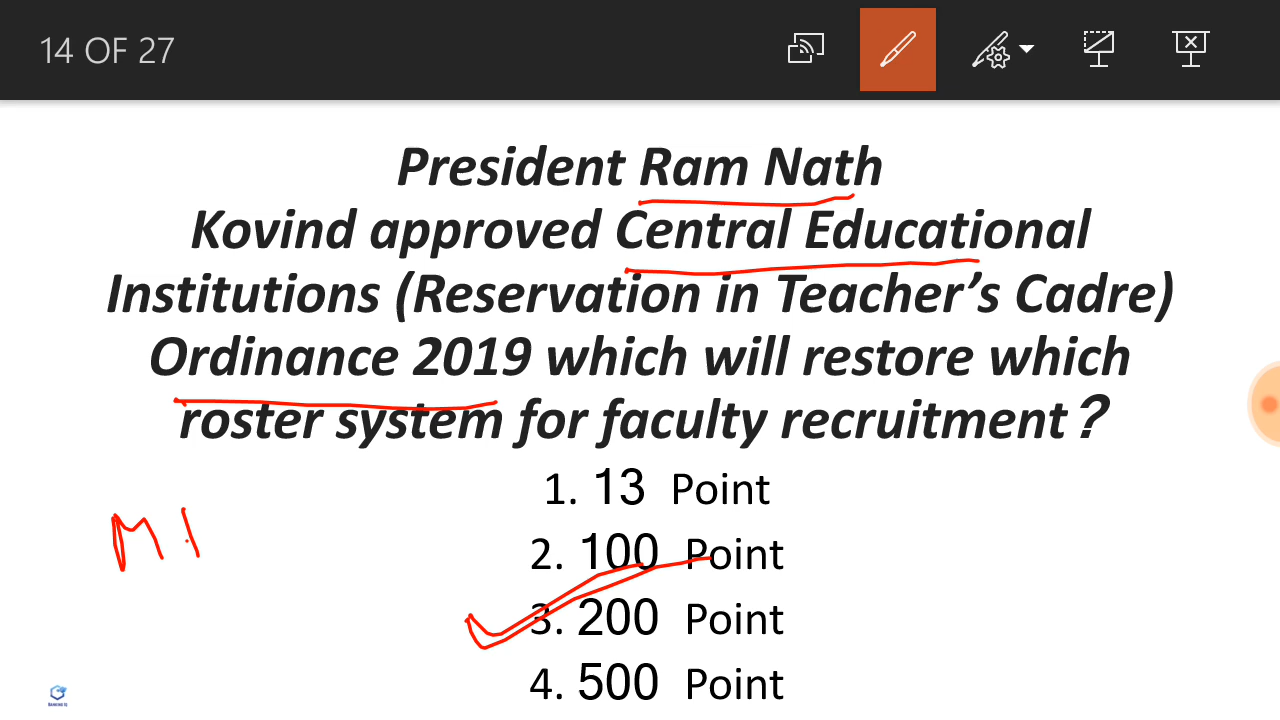 14 OF 27
President Ram Nath
Kovind approved Central Educational
Institutions (Reservation in Teacher’s Cadre)
Ordinance 2019 which will restore which
roster system for faculty recruitment ?
1. 13 Point
2. 100 Point
3. 200 Point
4. 500 Point
BANKING IQ